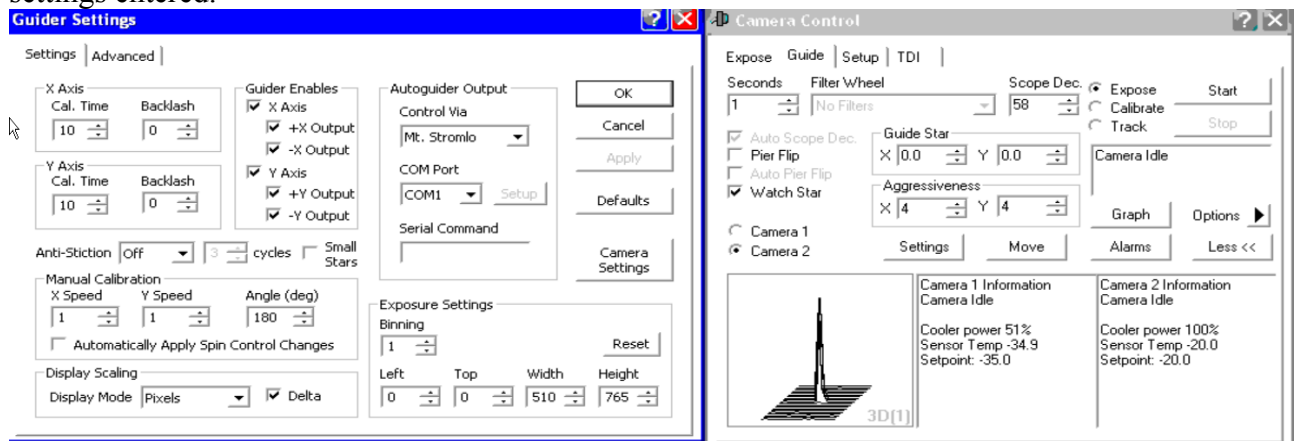 settings entered.
Guider Settings
Settings Advanced
X Axis
Cal. Time Backlash
10 0
Y Axis
Cal. Time Backlash
10 0
Guider Enables
X Axis
+X Output
-X Output
Y Axis
+Y Output
-Y Output
Autoguider Output
Control Via
Mt. Stromlo
COM Port
COM1 Setup
Serial Command
OK
Cancel
Apply
Defaults
Camera
Settings
Anti-Stiction Off 3 cycles Small
Stars
Manual Calibration
X Speed Y Speed Angle (deg)
1 1 180
Automatically Apply Spin Control Changes
Display Scaling
Display Mode Pixels Delta
Exposure Settings
Binning
1 Reset
Left Top Width Height
0 0 510 765
Camera Control
Expose Guide Setup TDI
Seconds Filter Wheel Scope Dec.
1 No Filters 58
Expose
Calibrate
Track
Start
Stop
Auto Scope Dec.
Pier Flip
Auto Pier Flip
Watch Star
Guide Star
X 0.0 Y 0.0
Aggressiveness
X 4 Y 4
Camera Idle
Graph Options
Camera 1
Camera 2
Settings Move Alarms Less <<
3D(1)
Camera 1 Information
Camera Idle
Cooler power 51%
Sensor Temp -34.9
Setpoint: -35.0
Camera 2 Information
Camera Idle
Cooler power 100%
Sensor Temp -20.0
Setpoint: -20.0